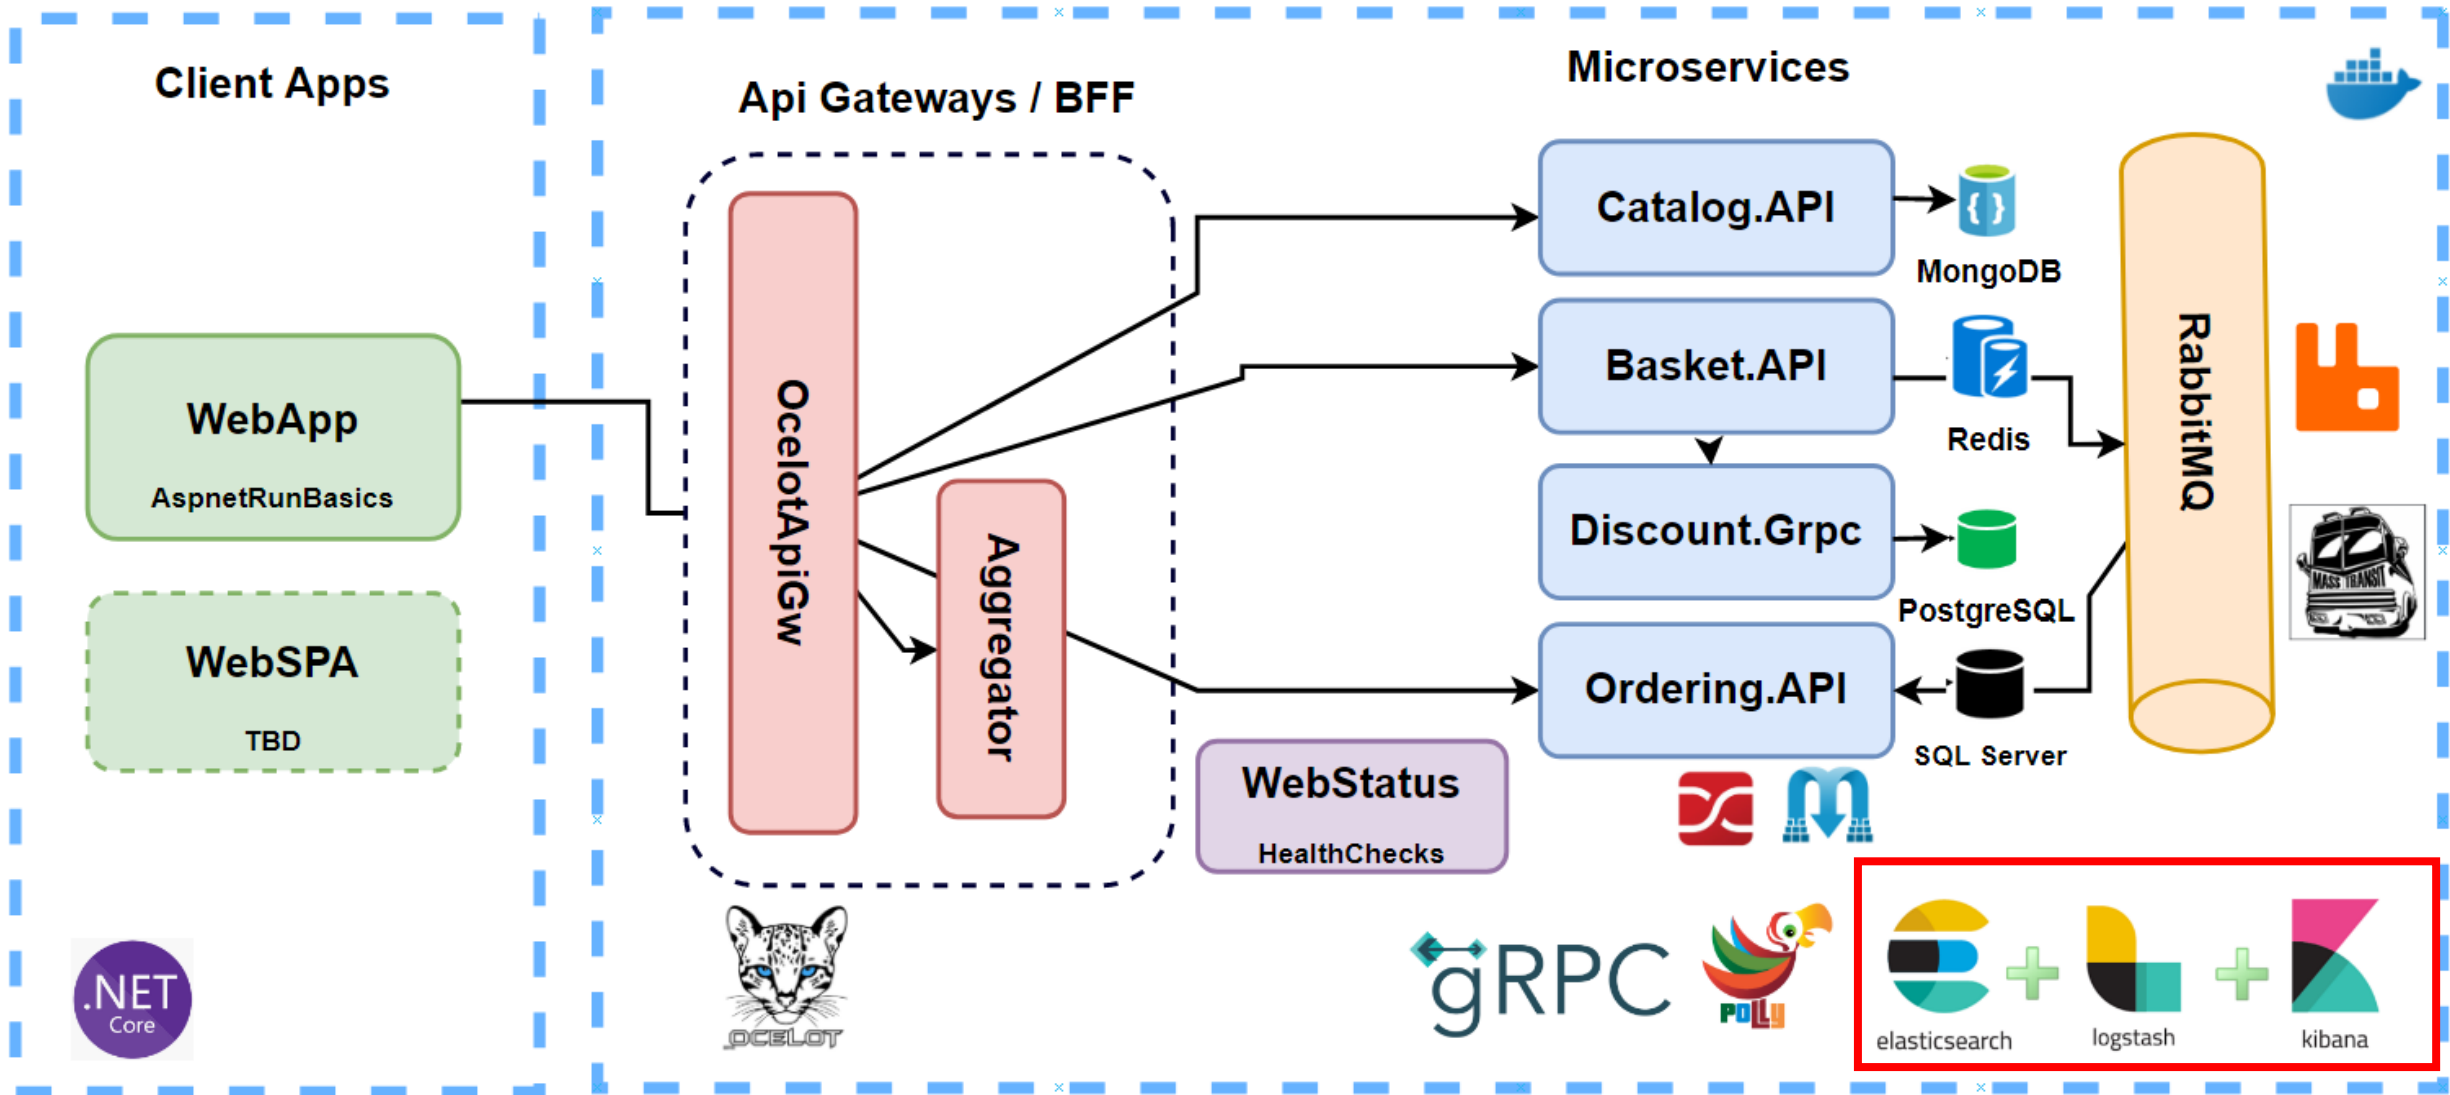 Client Apps
WebApp
AspnetRunBasics
WebSPA
TBD
.NET
Core
Api Gateways / BFF
OcelotApiGw
Aggregator
OCELOT
Microservices
Catalog.API
MongoDB
Basket.API
Redis
Discount.Grpc
PostgreSQL
Ordering.API
SQL Server
RabbitMQ
MASS TRANSIT
WebStatus
HealthChecks
gRPC
POLLY
elasticsearch
logstash
kibana